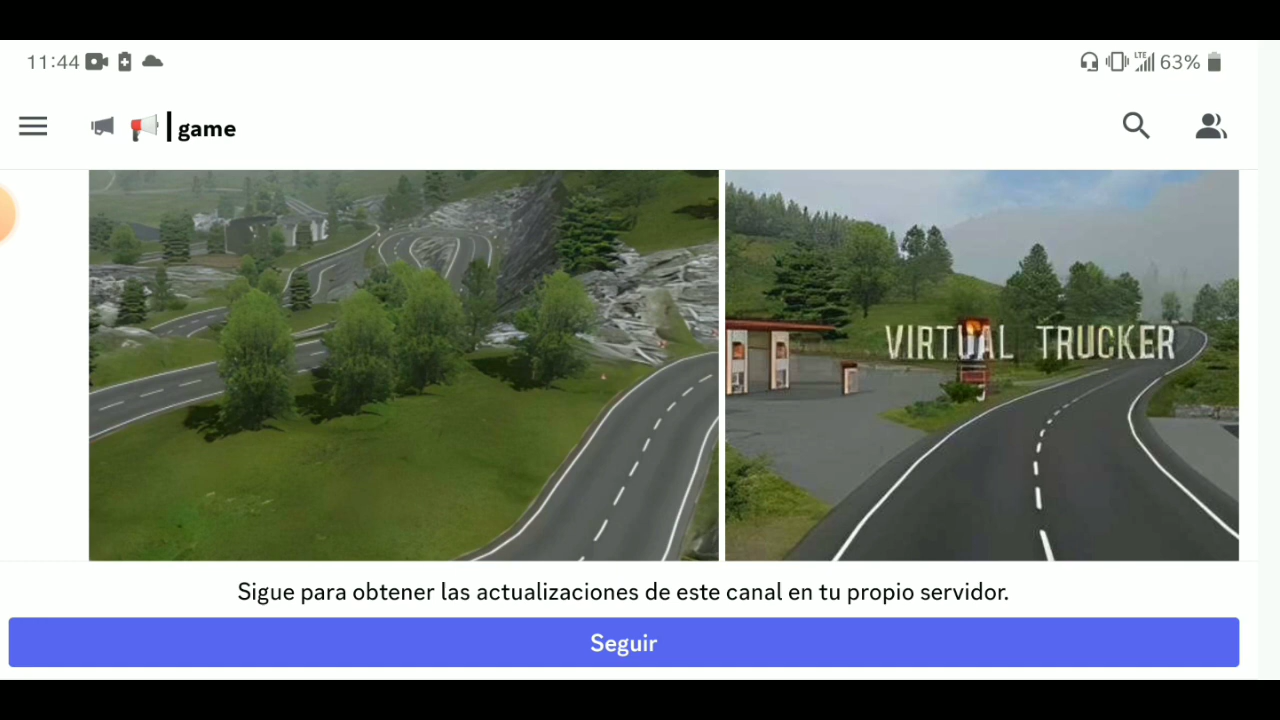 11:44
LTE
63%
game
VIRTUAL TRUCKER
Sigue para obtener las actualizaciones de este canal en tu propio servidor.
Seguir